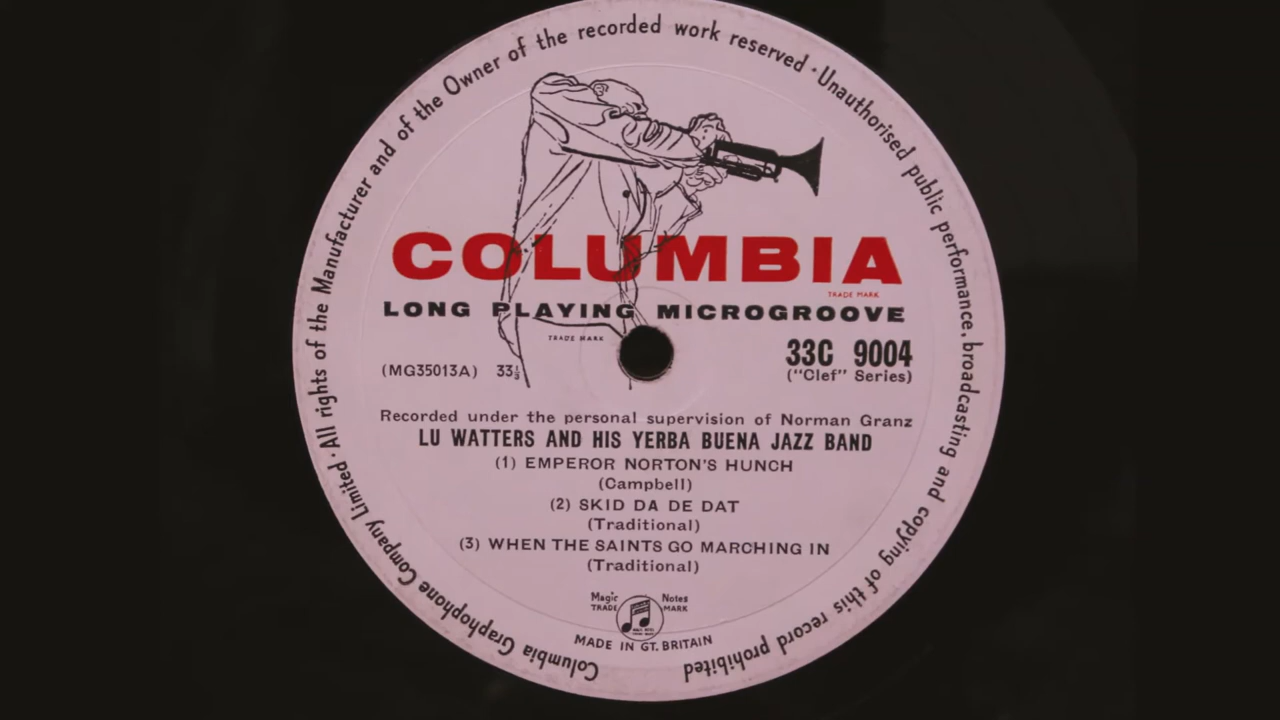 Columbia Graphophone Company Limited · All rights of the Manufacturer and of the Owner of the recorded work reserved · Unauthorised public performance, broadcasting and copying of this record prohibited
COLUMBIA
TRADE MARK
LONG PLAYING MICROGROOVE
TRADE MARK
33C 9004
(MG35013A) 33⅓ ("Clef" Series)
Recorded under the personal supervision of Norman Granz
LU WATTERS AND HIS YERBA BUENA JAZZ BAND
(1) EMPEROR NORTON'S HUNCH
(Campbell)
(2) SKID DA DE DAT
(Traditional)
(3) WHEN THE SAINTS GO MARCHING IN
(Traditional)
Magic Notes
TRADE MARK
MADE IN GT. BRITAIN